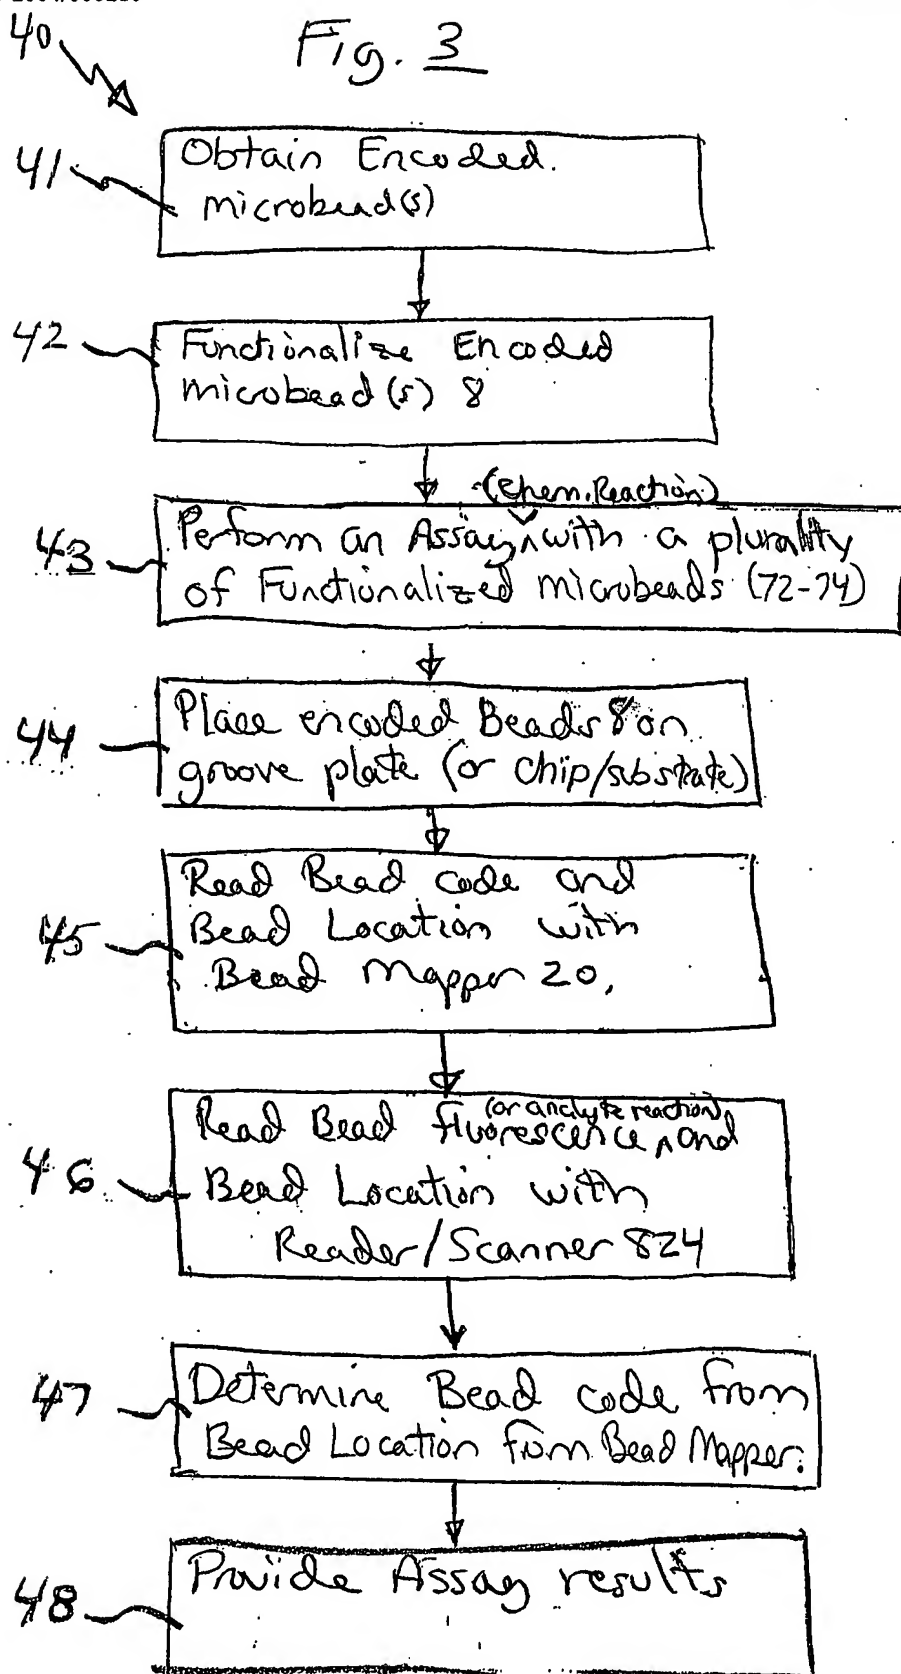 40
Fig. 3
41
Obtain Encoded.
microbead(s)
42
Functionalize Encoded
microbead(s) 8
(Chem. Reaction)
43
Perform an Assay ^ with a plurality
of Functionalized microbeads (72-74)
44
Place encoded Beads 8 on
groove plate (or chip/substrate)
45
Read Bead code and
Bead Location with
Bead Mapper 20,
46
(or analyte reaction)
Read Bead fluorescence ^ and
Bead Location with
Reader/Scanner 824
47
Determine Bead code from
Bead Location from Bead Mapper.
48
Provide Assay results